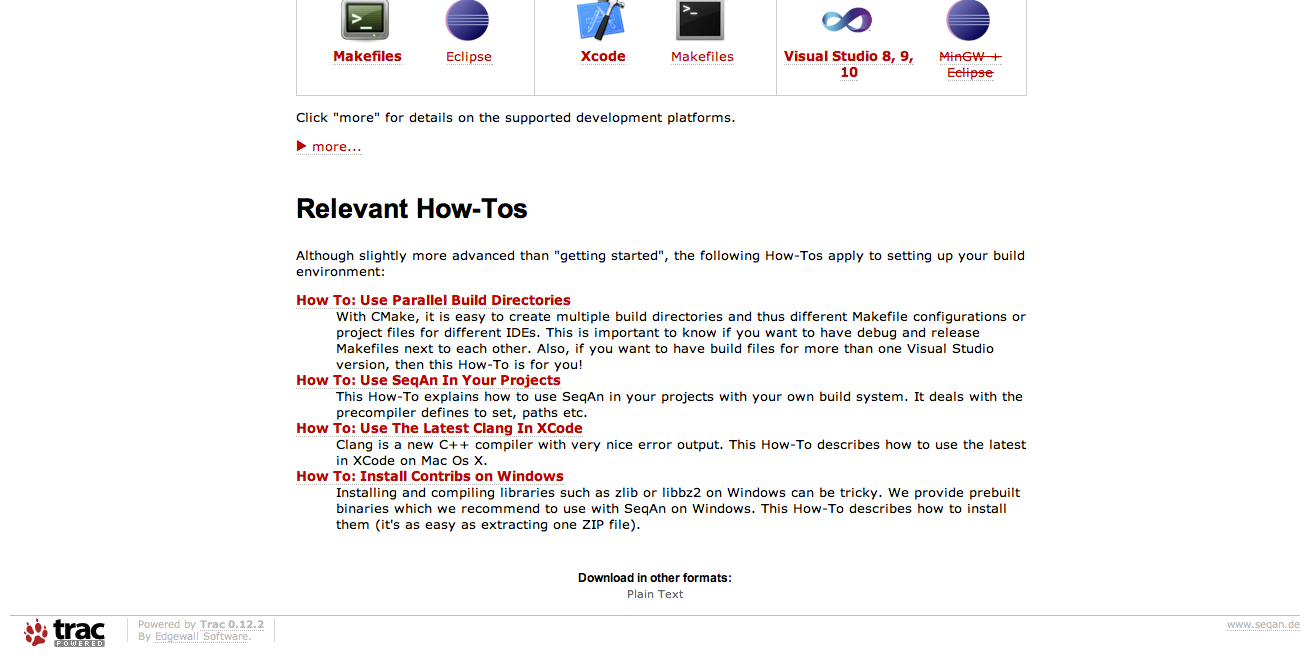 Makefiles Eclipse Xcode Makefiles Visual Studio 8, 9, MinGW +
10 Eclipse
Click "more" for details on the supported development platforms.
more...
Relevant How-Tos
Although slightly more advanced than "getting started", the following How-Tos apply to setting up your build
environment:
How To: Use Parallel Build Directories
With CMake, it is easy to create multiple build directories and thus different Makefile configurations or
project files for different IDEs. This is important to know if you want to have debug and release
Makefiles next to each other. Also, if you want to have build files for more than one Visual Studio
version, then this How-To is for you!
How To: Use SeqAn In Your Projects
This How-To explains how to use SeqAn in your projects with your own build system. It deals with the
precompiler defines to set, paths etc.
How To: Use The Latest Clang In XCode
Clang is a new C++ compiler with very nice error output. This How-To describes how to use the latest
in XCode on Mac Os X.
How To: Install Contribs on Windows
Installing and compiling libraries such as zlib or libbz2 on Windows can be tricky. We provide prebuilt
binaries which we recommend to use with SeqAn on Windows. This How-To describes how to install
them (it's as easy as extracting one ZIP file).
Download in other formats:
Plain Text
trac
POWERED
Powered by Trac 0.12.2
By Edgewall Software.
www.seqan.de